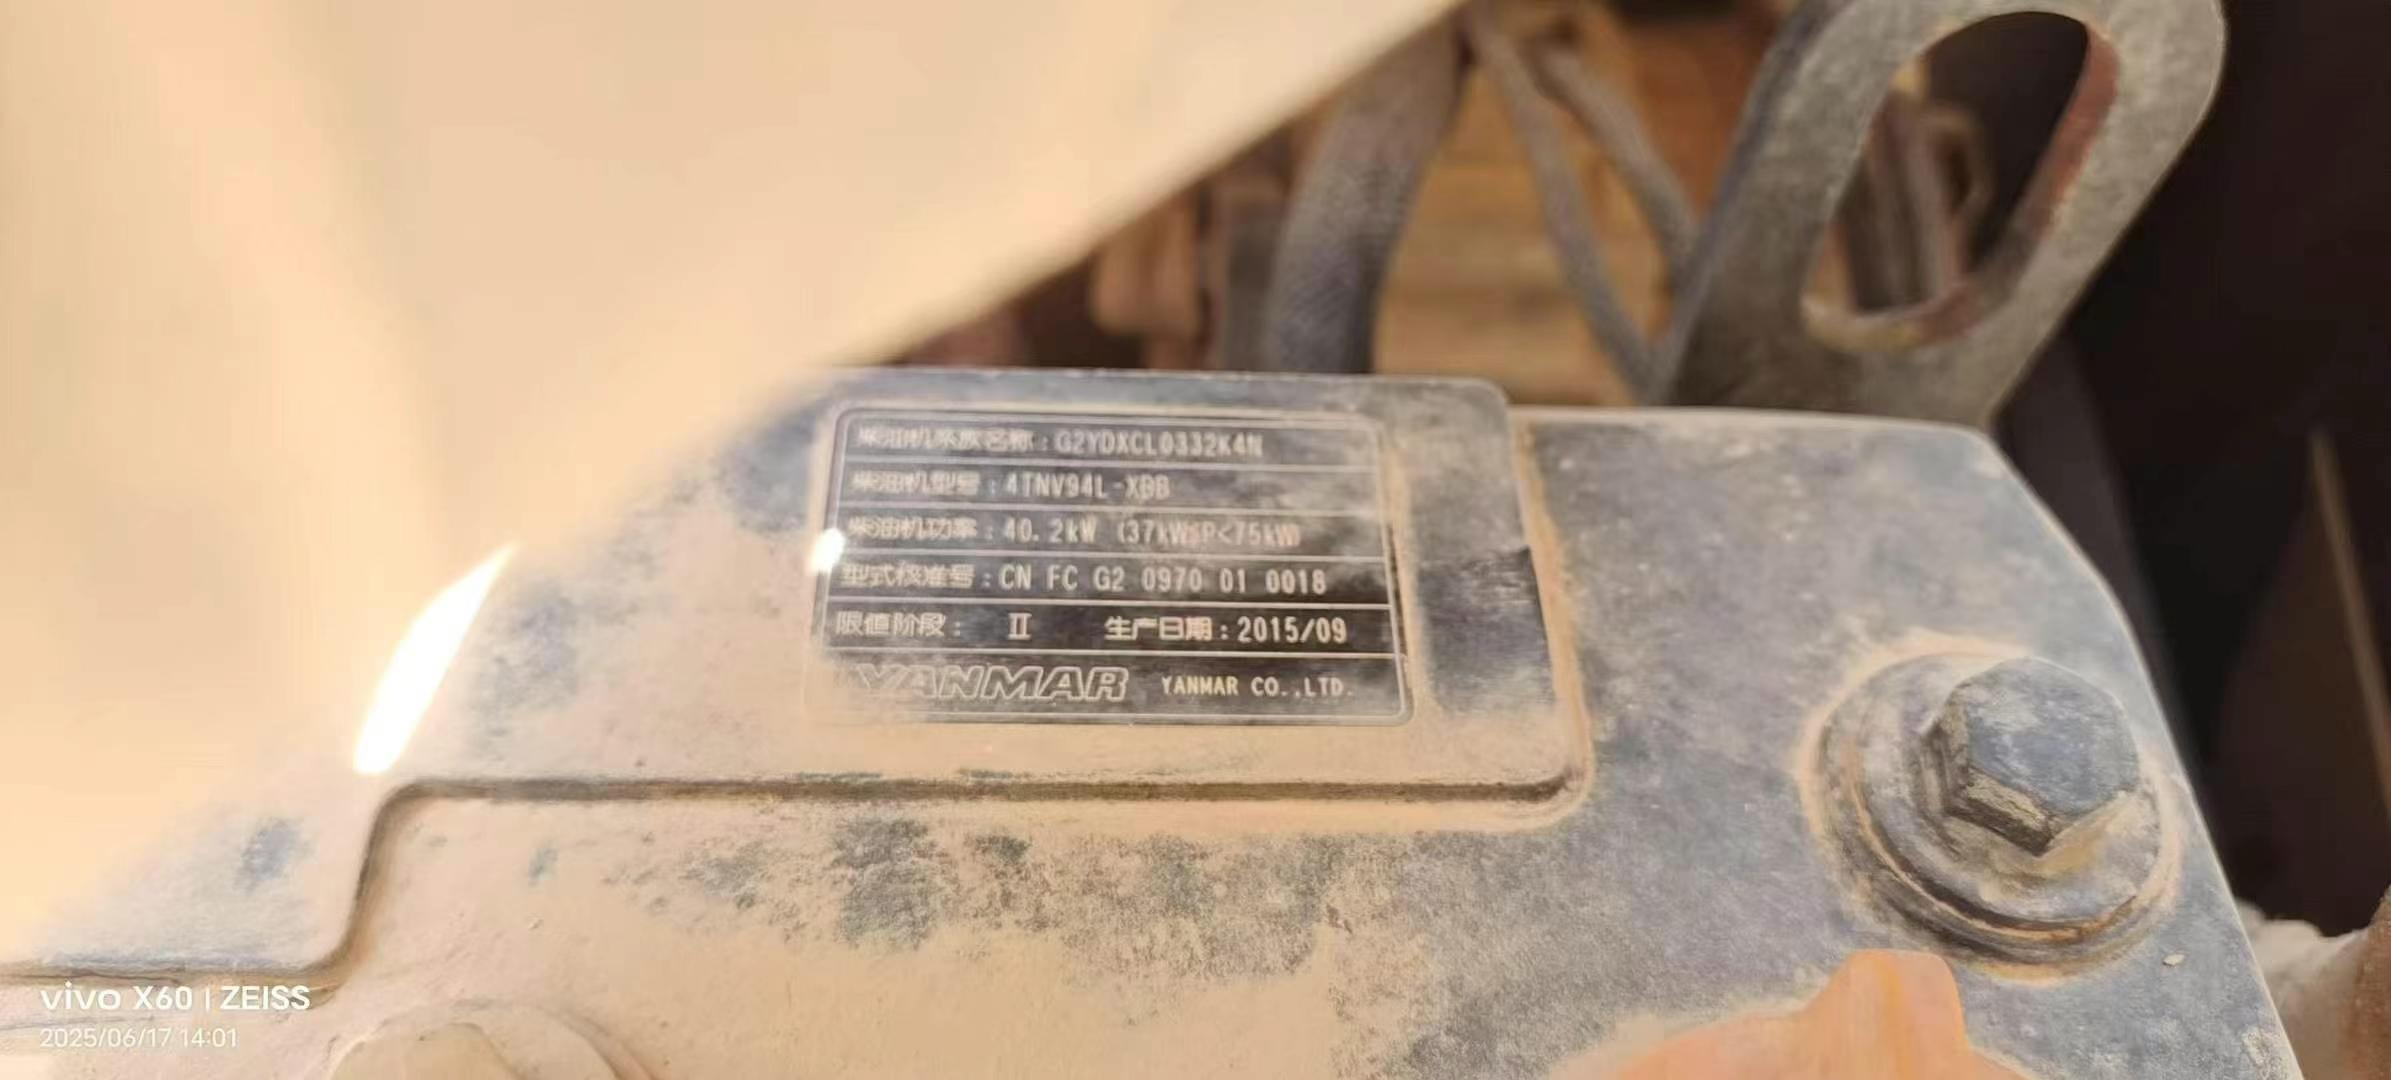 柴油机系族名称：G2YDXCL0332K4N
柴油机型号：4TNV94L-XBB
柴油机功率：40.2kW (37kW≤P<75kW)
型式核准号：CN FC G2 0970 01 0018
限值阶段： Ⅱ 生产日期：2015/09
YANMAR YANMAR CO.,LTD.
vivo X60 | ZEISS
2025/06/17 14:01